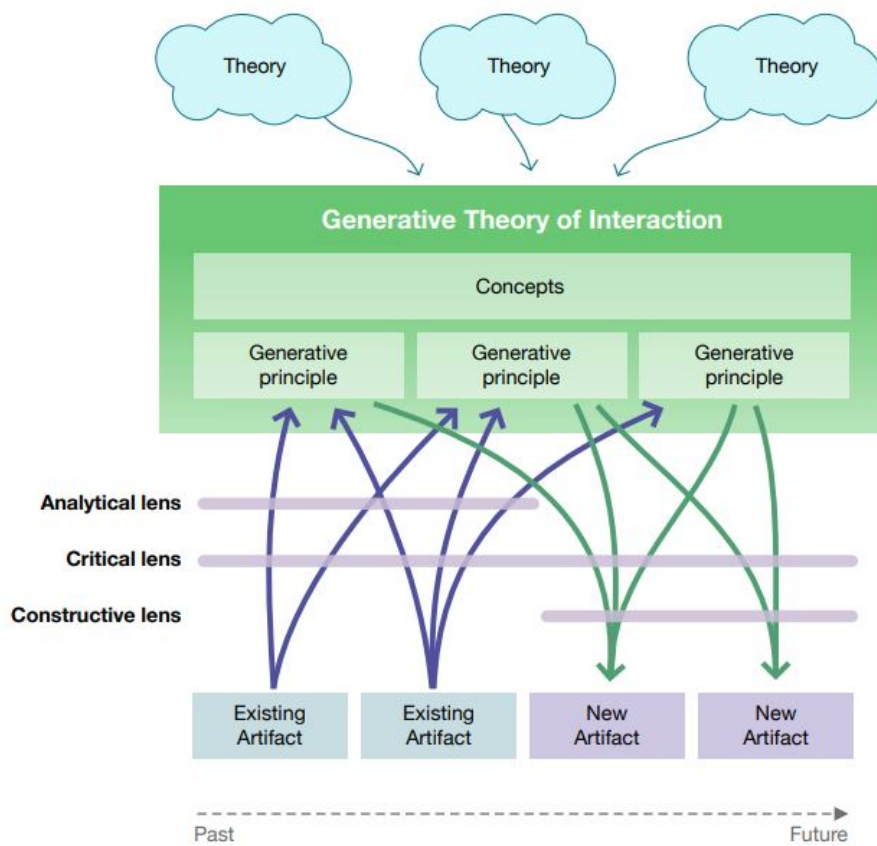 Theory
Theory
Theory
Generative Theory of Interaction
Concepts
Generative
principle
Generative
principle
Generative
principle
Analytical lens
Critical lens
Constructive lens
Existing
Artifact
Existing
Artifact
New
Artifact
New
Artifact
Past
Future